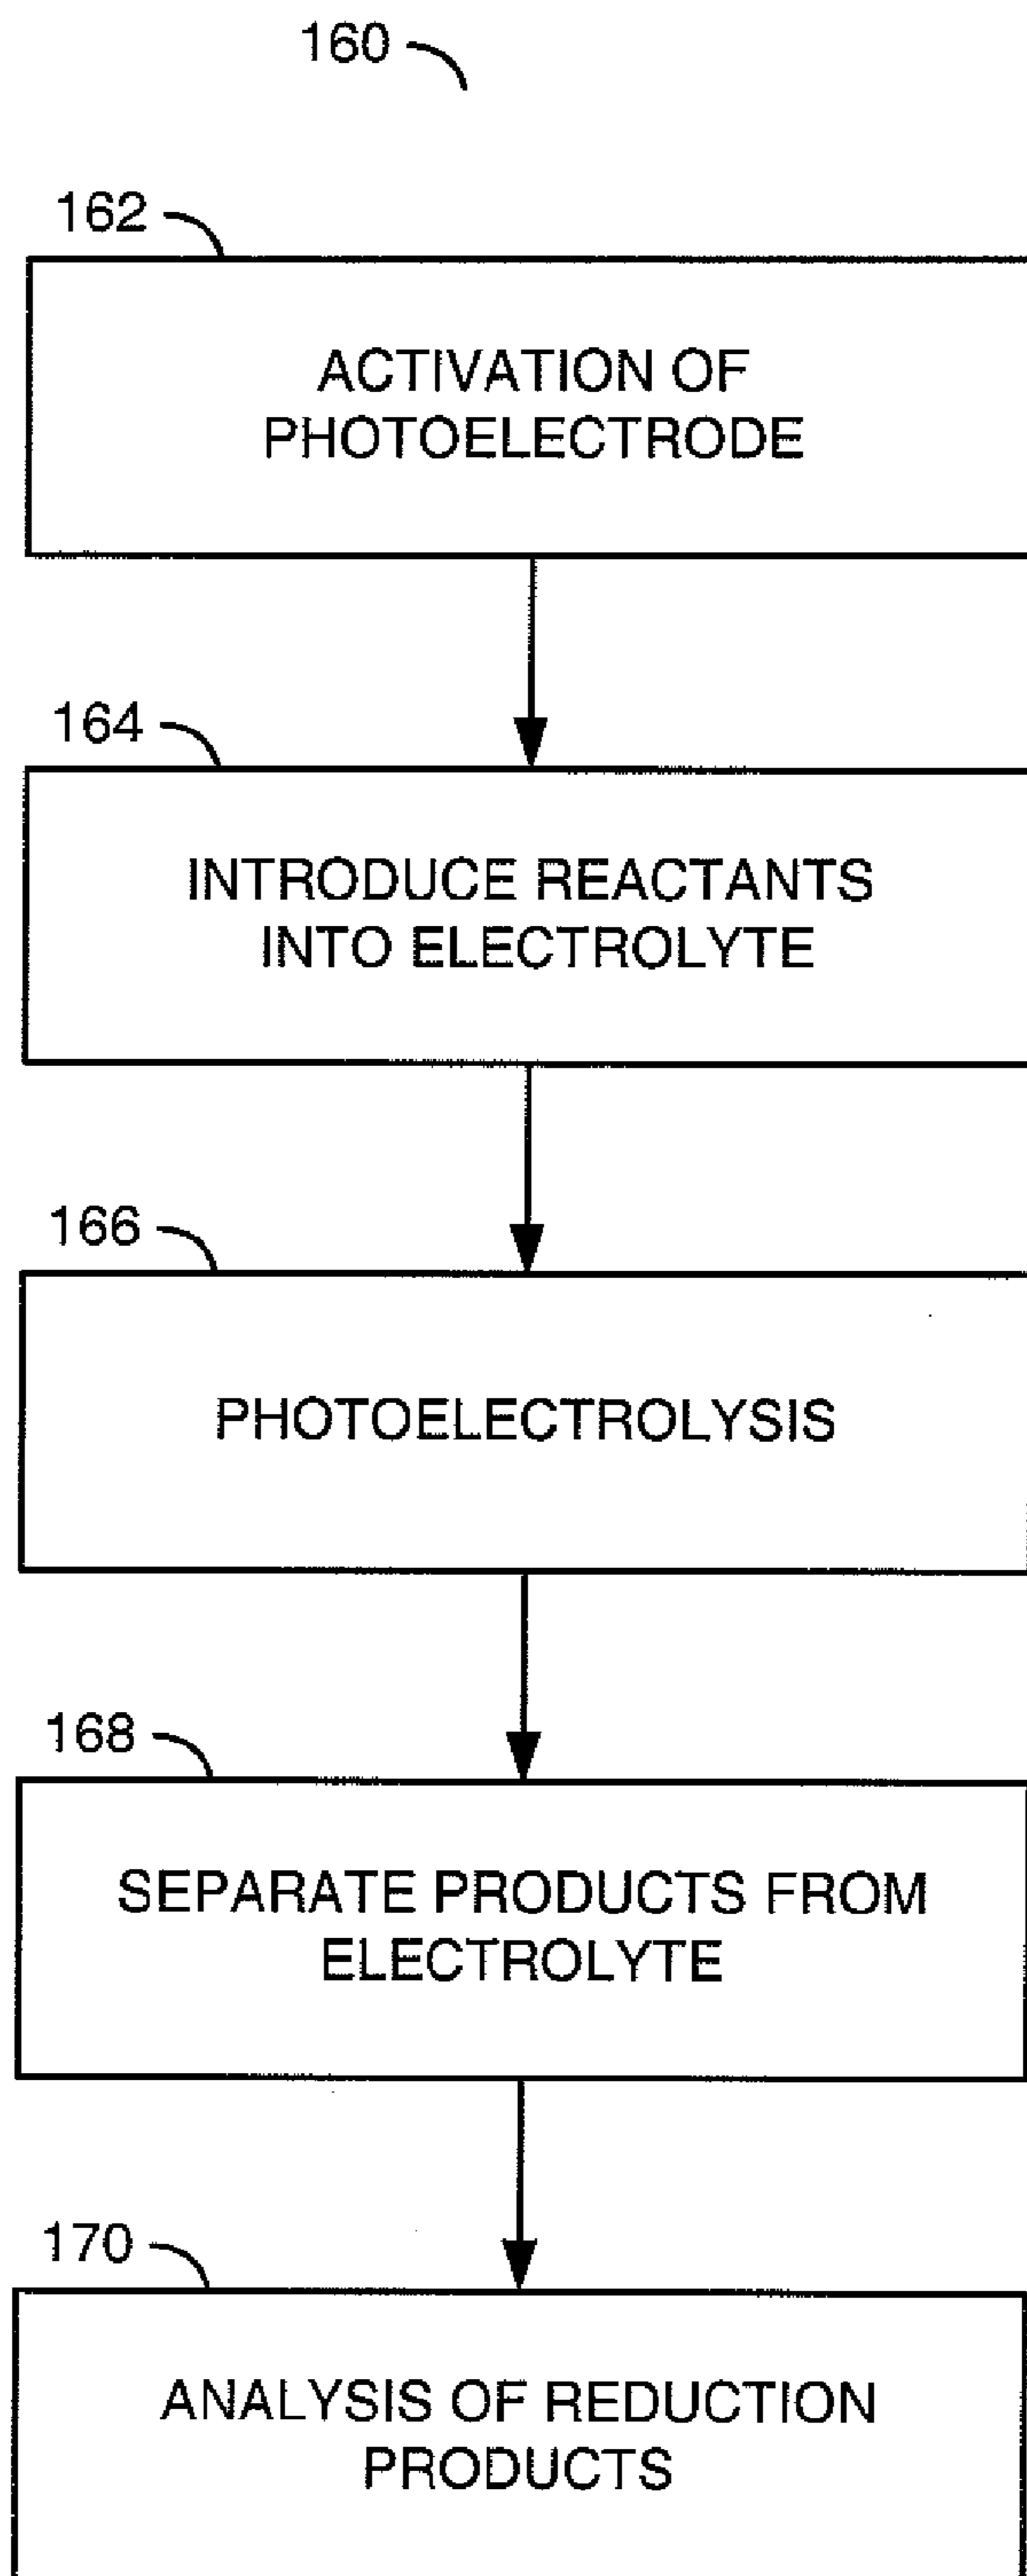 160
162
ACTIVATION OF
PHOTOELECTRODE
164
INTRODUCE REACTANTS
INTO ELECTROLYTE
166
PHOTOELECTROLYSIS
168
SEPARATE PRODUCTS FROM
ELECTROLYTE
170
ANALYSIS OF REDUCTION
PRODUCTS